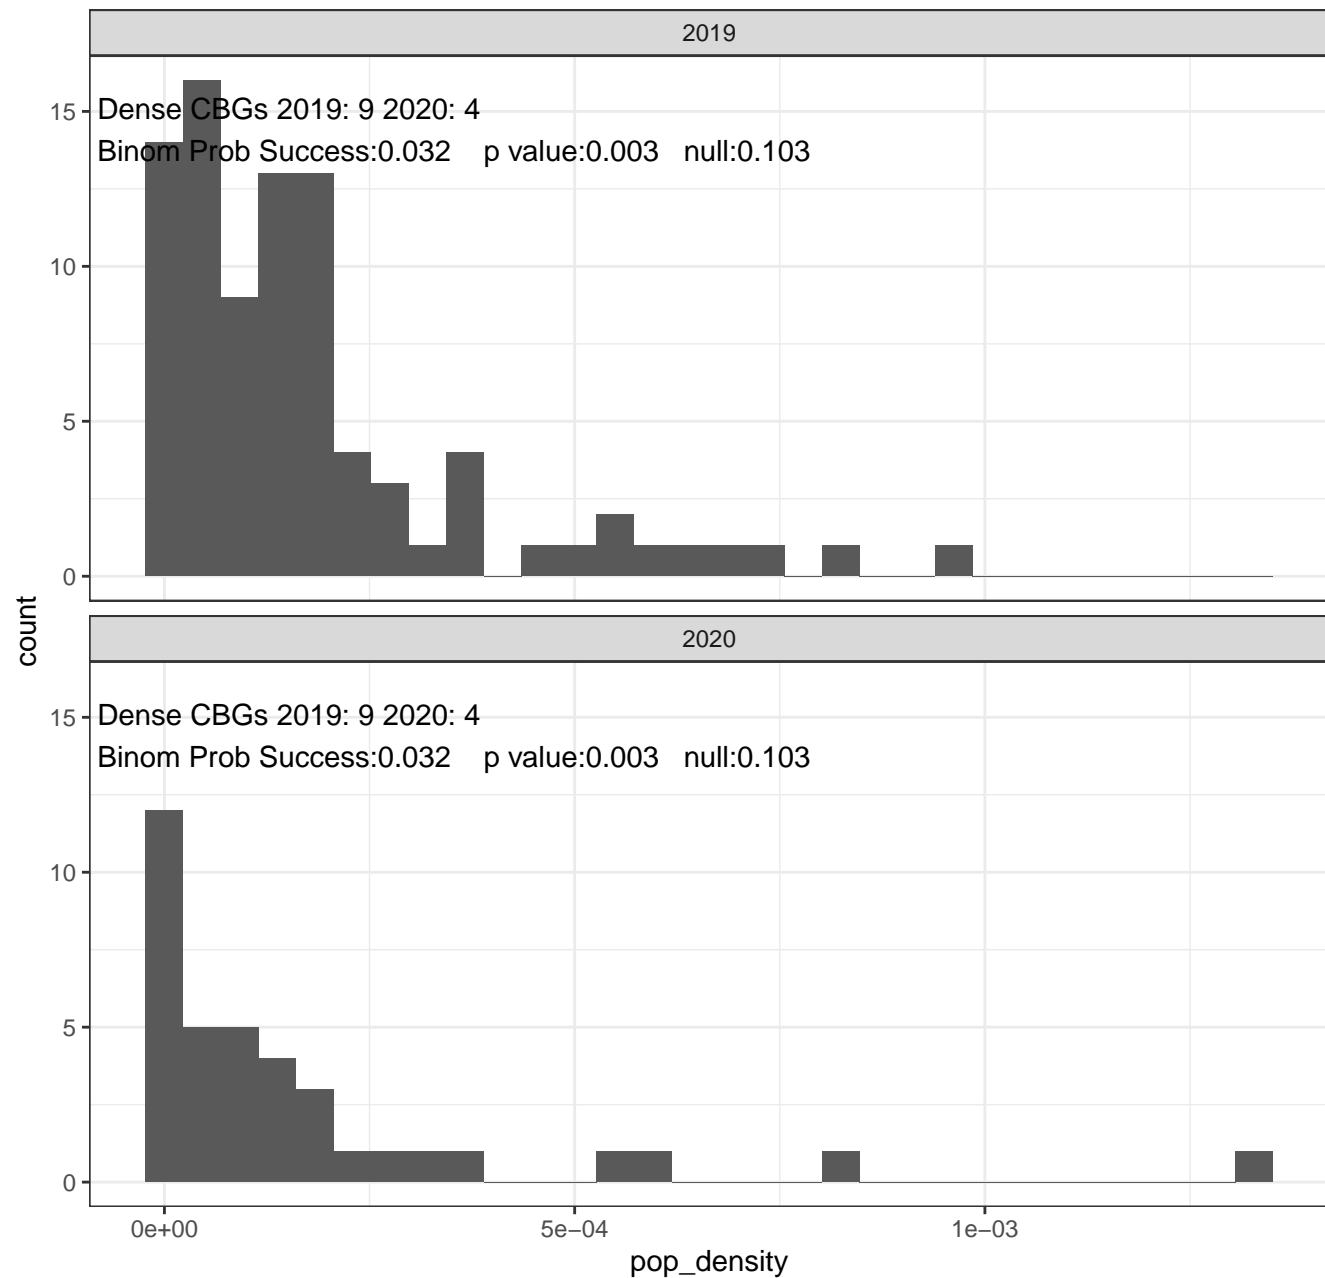 2019
15
Dense CBGs 2019: 9 2020: 4
Binom Prob Success:0.032 p value:0.003 null:0.103
10
5
0
count
2020
15
Dense CBGs 2019: 9 2020: 4
Binom Prob Success:0.032 p value:0.003 null:0.103
10
5
0
0e+00 5e−04 1e−03
pop_density